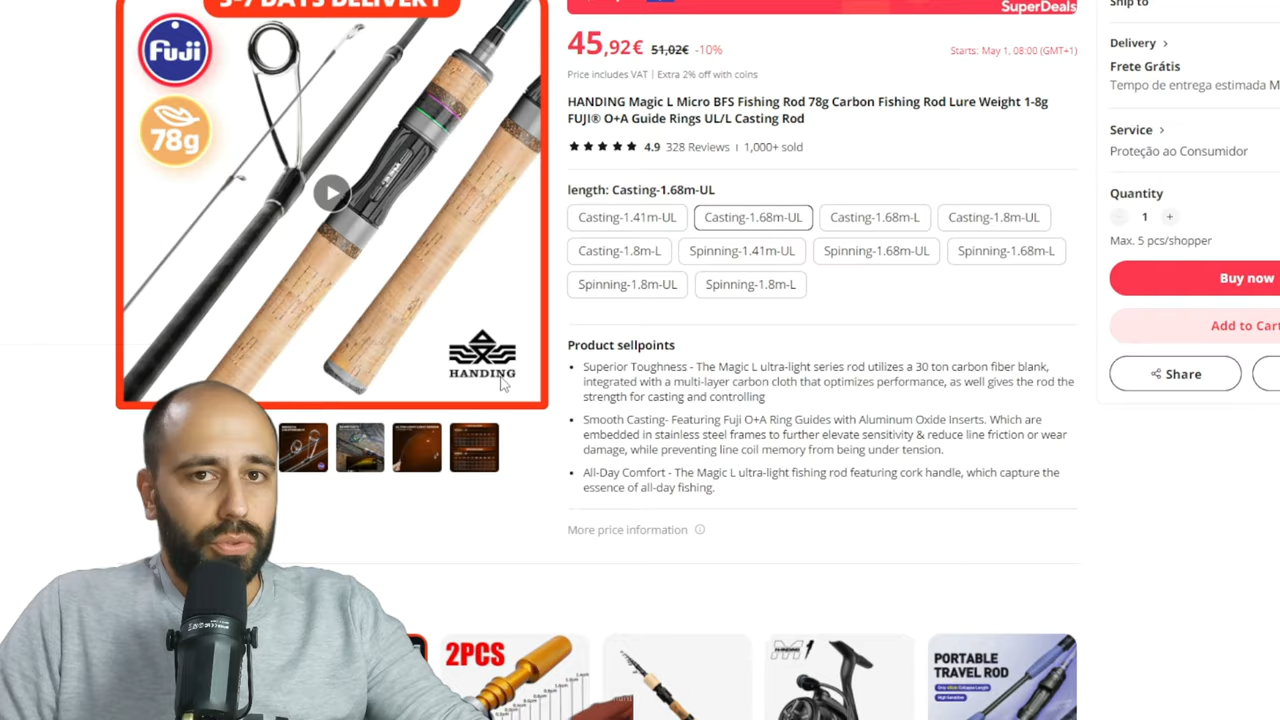 3-7 DAYS DELIVERY
Fuji
78g
HANDING
SuperDeals
45,92€ 51,02€ -10%
Starts: May 1, 08:00 (GMT+1)
Price includes VAT | Extra 2% off with coins
HANDING Magic L Micro BFS Fishing Rod 78g Carbon Fishing Rod Lure Weight 1-8g
FUJI® O+A Guide Rings UL/L Casting Rod
4.9 328 Reviews | 1,000+ sold
length: Casting-1.68m-UL
Casting-1.41m-UL Casting-1.68m-UL Casting-1.68m-L Casting-1.8m-UL
Casting-1.8m-L Spinning-1.41m-UL Spinning-1.68m-UL Spinning-1.68m-L
Spinning-1.8m-UL Spinning-1.8m-L
Product sellpoints
• Superior Toughness - The Magic L ultra-light series rod utilizes a 30 ton carbon fiber blank,
integrated with a multi-layer carbon cloth that optimizes performance, as well gives the rod the
strength for casting and controlling
• Smooth Casting- Featuring Fuji O+A Ring Guides with Aluminum Oxide Inserts. Which are
embedded in stainless steel frames to further elevate sensitivity & reduce line friction or wear
damage, while preventing line coil memory from being under tension.
• All-Day Comfort - The Magic L ultra-light fishing rod featuring cork handle, which capture the
essence of all-day fishing.
More price information
Ship to
Delivery
Frete Grátis
Tempo de entrega estimada M
Service
Proteção ao Consumidor
Quantity
- 1 +
Max. 5 pcs/shopper
Buy now
Add to Cart
Share
2PCS
M1
PORTABLE
TRAVEL ROD